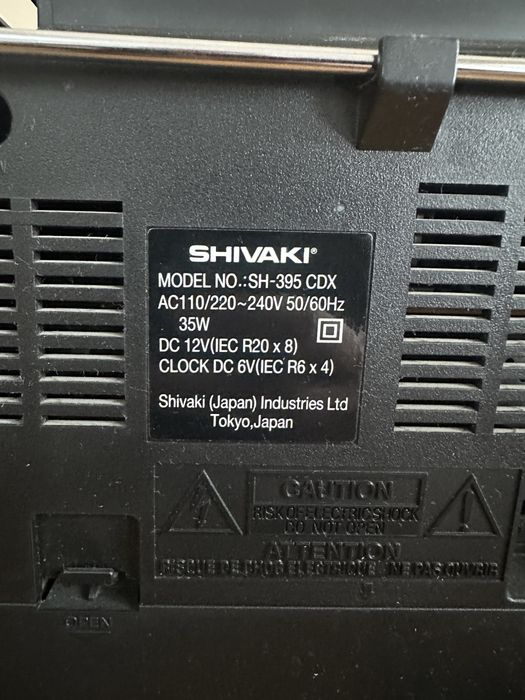 SHIVAKI®
MODEL NO.:SH-395 CDX
AC110/220~240V 50/60Hz
35W
DC 12V(IEC R20 x 8)
CLOCK DC 6V(IEC R6 x 4)
Shivaki (Japan) Industries Ltd
Tokyo,Japan
CAUTION
RISK OF ELECTRIC SHOCK
DO NOT OPEN
ATTENTION
RISQUE DE CHOC ELECTRIQUE NE PAS OUVRIR
OPEN